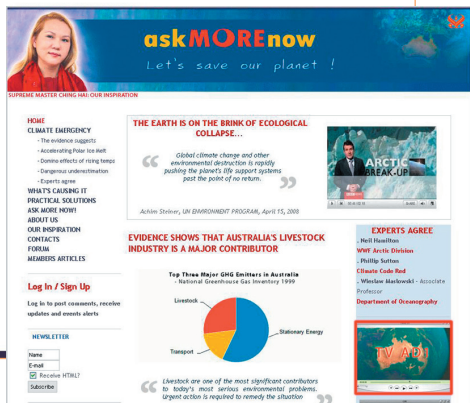 askMOREnow
Let's save our planet !
SUPREME MASTER CHING HAI: OUR INSPIRATION
HOME
CLIMATE EMERGENCY
- The evidence suggests
- Accelerating Polar Ice Melt
- Domino effects of rising temps
- Dangerous underestimation
- Experts agree
WHAT'S CAUSING IT
PRACTICAL SOLUTIONS
ASK MORE NOW!
ABOUT US
OUR INSPIRATION
CONTACTS
FORUM
MEMBERS ARTICLES
Log In / Sign Up
Log in to post comments, receive
updates and events alerts
NEWSLETTER
Name
E-mail
Receive HTML?
Subscribe
THE EARTH IS ON THE BRINK OF ECOLOGICAL
COLLAPSE...
“ Global climate change and other
environmental destruction is rapidly
pushing the planet's life support systems
past the point of no return. ”
Achim Steiner, UN ENVIRONMENT PROGRAM, April 15, 2008
ARCTIC
BREAK-UP
EVIDENCE SHOWS THAT AUSTRALIA'S LIVESTOCK
INDUSTRY IS A MAJOR CONTRIBUTOR
Top Three Major GHG Emitters in Australia
- National Greenhouse Gas Inventory 1999
Livestock
Stationary Energy
Transport
“ Livestock are one of the most significant contributors
to today's most serious environmental problems.
Urgent action is required to remedy the situation
EXPERTS AGREE
. Neil Hamilton
WWF Arctic Division
. Phillip Sutton
Climate Code Red
. Wieslaw Maslowski - Associate
Professor
Department of Oceanography
TV AD!